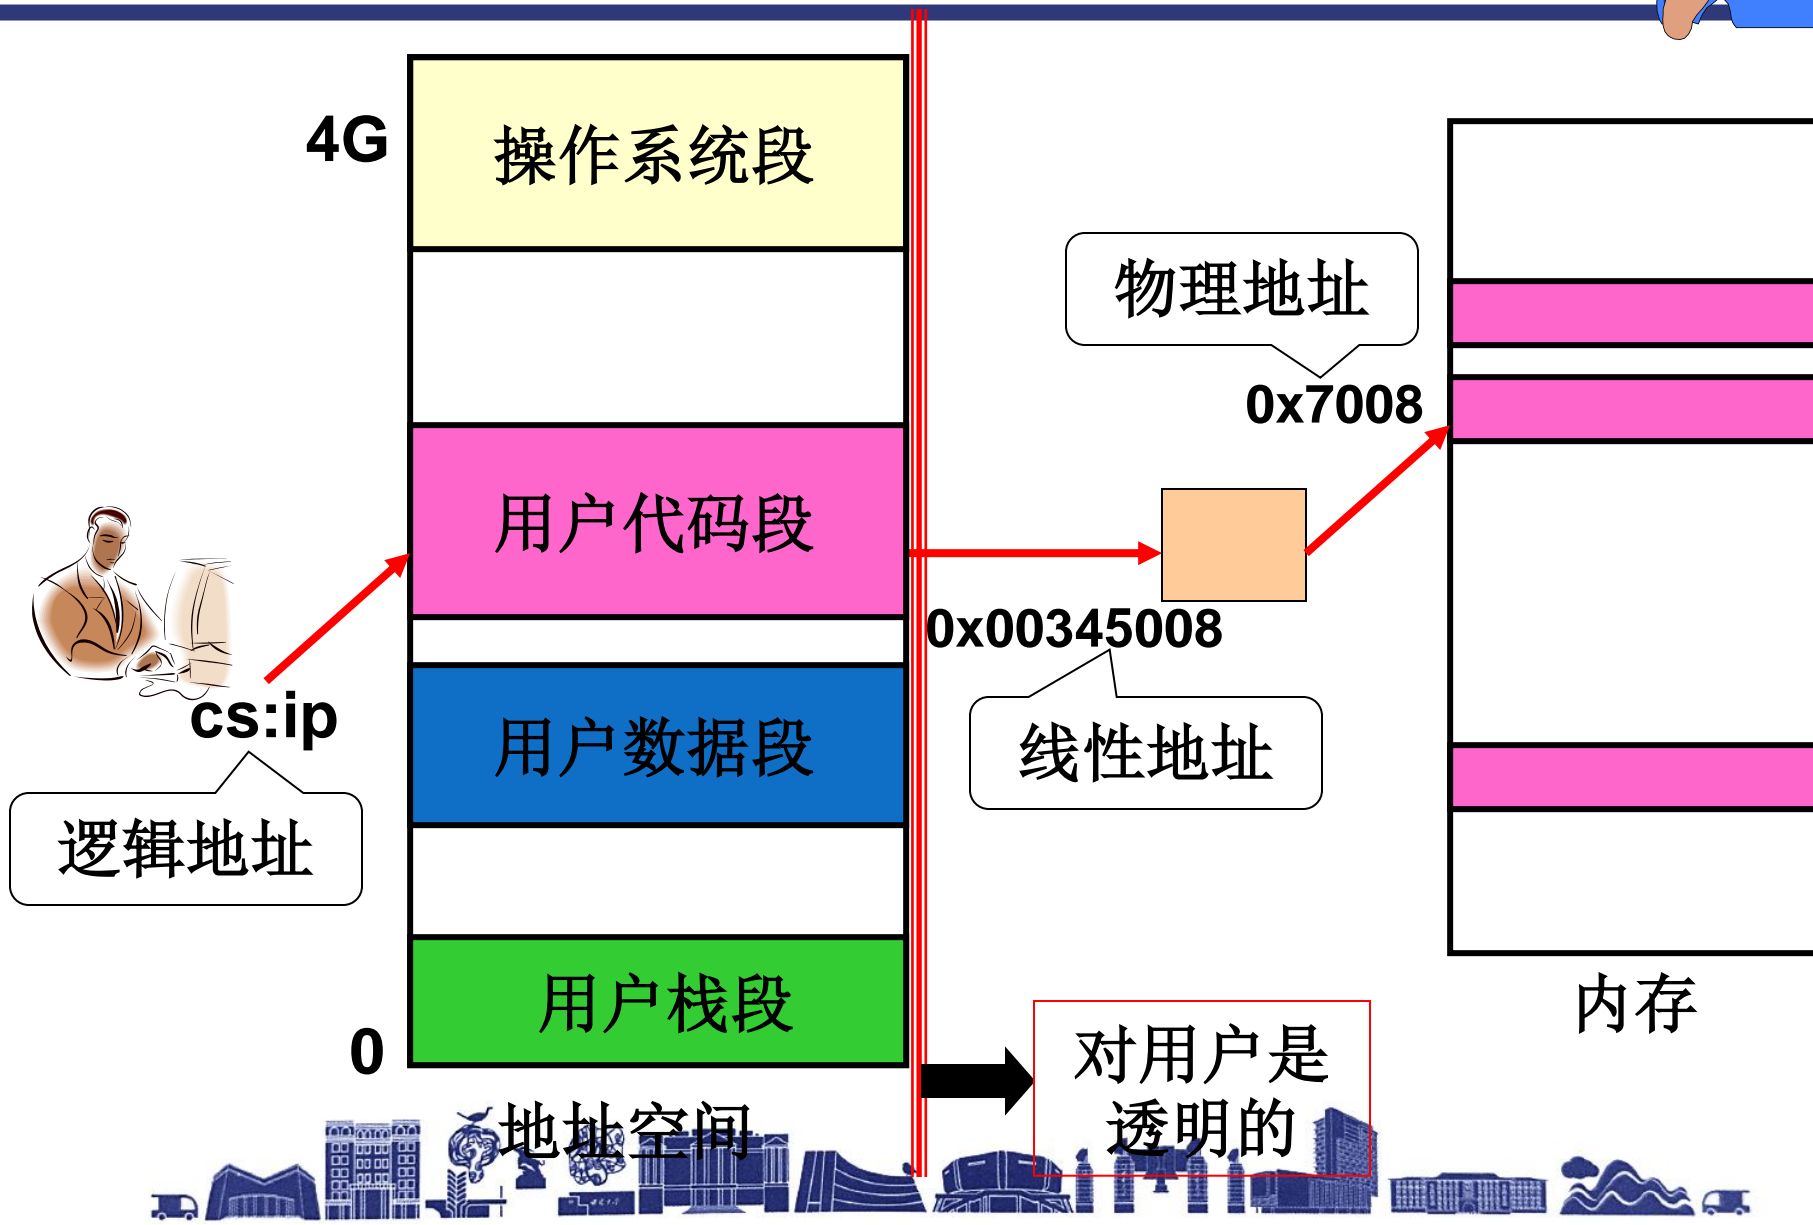 4G
操作系统段
物理地址
0x7008
用户代码段
0x00345008
cs:ip
用户数据段
线性地址
逻辑地址
用户栈段
内存
0
对用户是
透明的
地址空间